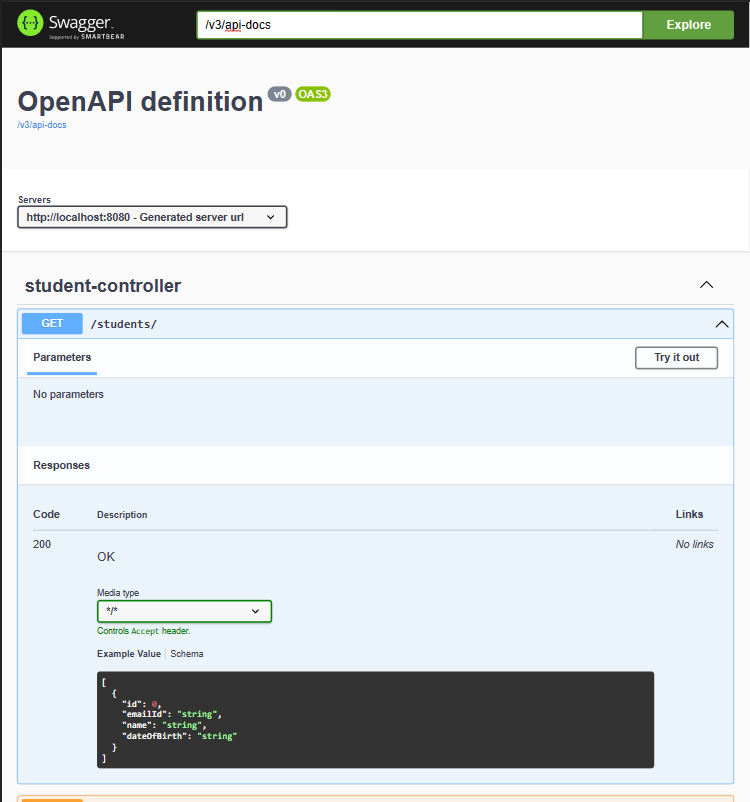 Swagger.
Supported by SMARTBEAR
/v3/api-docs
Explore
OpenAPI definition v0 OAS3
/v3/api-docs
Servers
http://localhost:8080 - Generated server url
student-controller
GET /students/
Parameters
Try it out
No parameters
Responses
Code Description Links
200 OK No links
Media type
*/*
Controls Accept header.
Example Value | Schema
[
  {
    "id": 0,
    "emailId": "string",
    "name": "string",
    "dateOfBirth": "string"
  }
]